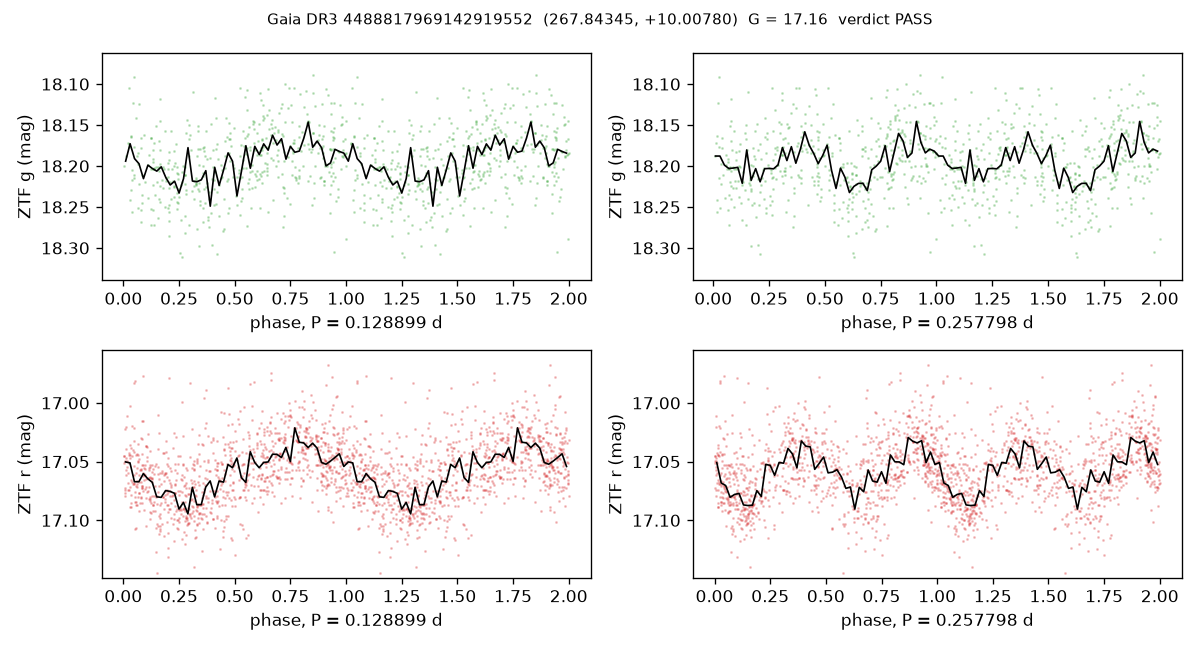 Gaia DR3 4488817969142919552 (267.84345, +10.00780) G = 17.16 verdict PASS
ZTF g (mag)
18.10
18.15
18.20
18.25
18.30
0.00 0.25 0.50 0.75 1.00 1.25 1.50 1.75 2.00
phase, P = 0.128899 d
ZTF g (mag)
18.10
18.15
18.20
18.25
18.30
0.00 0.25 0.50 0.75 1.00 1.25 1.50 1.75 2.00
phase, P = 0.257798 d
ZTF r (mag)
17.00
17.05
17.10
0.00 0.25 0.50 0.75 1.00 1.25 1.50 1.75 2.00
phase, P = 0.128899 d
ZTF r (mag)
17.00
17.05
17.10
0.00 0.25 0.50 0.75 1.00 1.25 1.50 1.75 2.00
phase, P = 0.257798 d